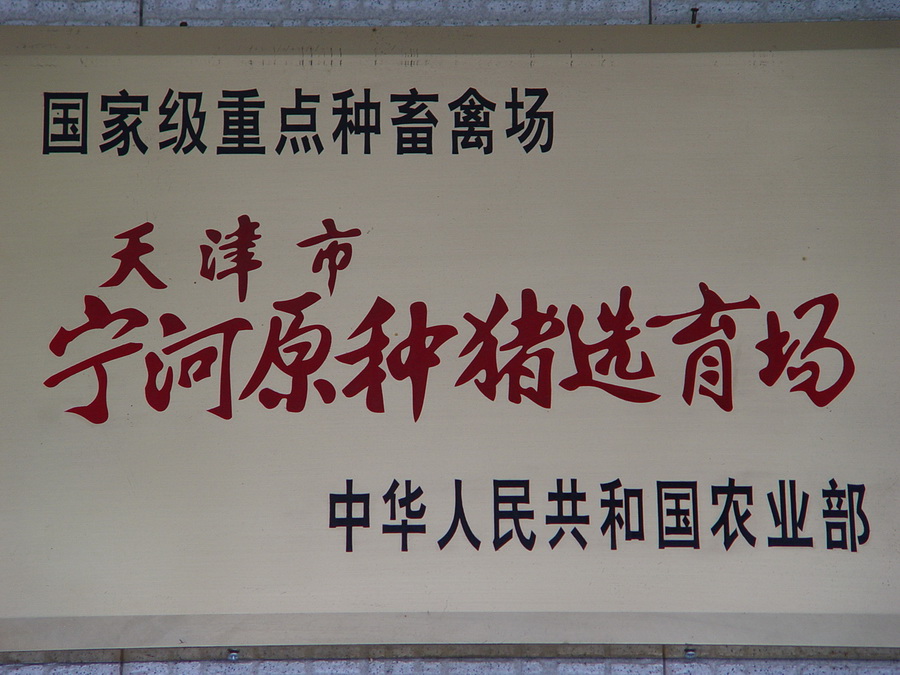 国家级重点种畜禽场
天津市
宁河原种猪选育场
中华人民共和国农业部